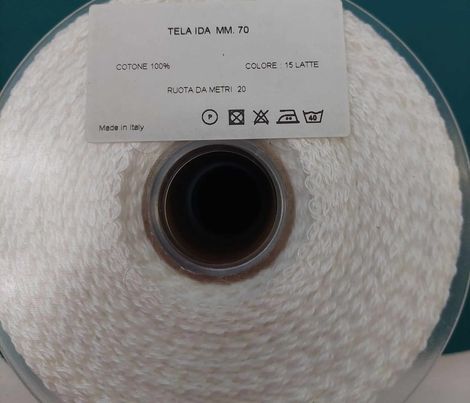 TELA IDA MM. 70
COTONE 100% COLORE : 15 LATTE
RUOTA DA METRI 20
P 40
Made in Italy